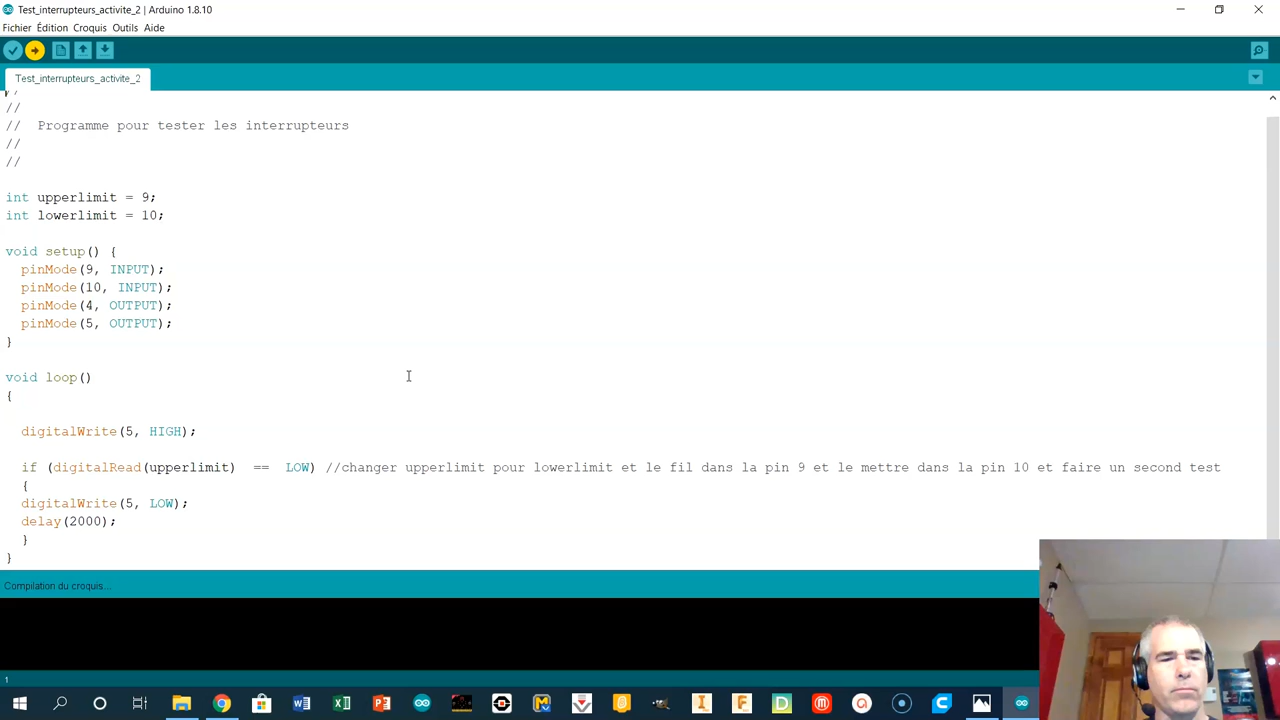 Test_interrupteurs_activite_2 | Arduino 1.8.10
Fichier Édition Croquis Outils Aide
Test_interrupteurs_activite_2
//
//  Programme pour tester les interrupteurs
//
//
int upperlimit = 9;
int lowerlimit = 10;
void setup() {
pinMode(9, INPUT);
pinMode(10, INPUT);
pinMode(4, OUTPUT);
pinMode(5, OUTPUT);
}
void loop()
{
digitalWrite(5, HIGH);
if (digitalRead(upperlimit)  ==  LOW) //changer upperlimit pour lowerlimit et le fil dans la pin 9 et le mettre dans la pin 10 et faire un second test
{
digitalWrite(5, LOW);
delay(2000);
}
}
Compilation du croquis...
1